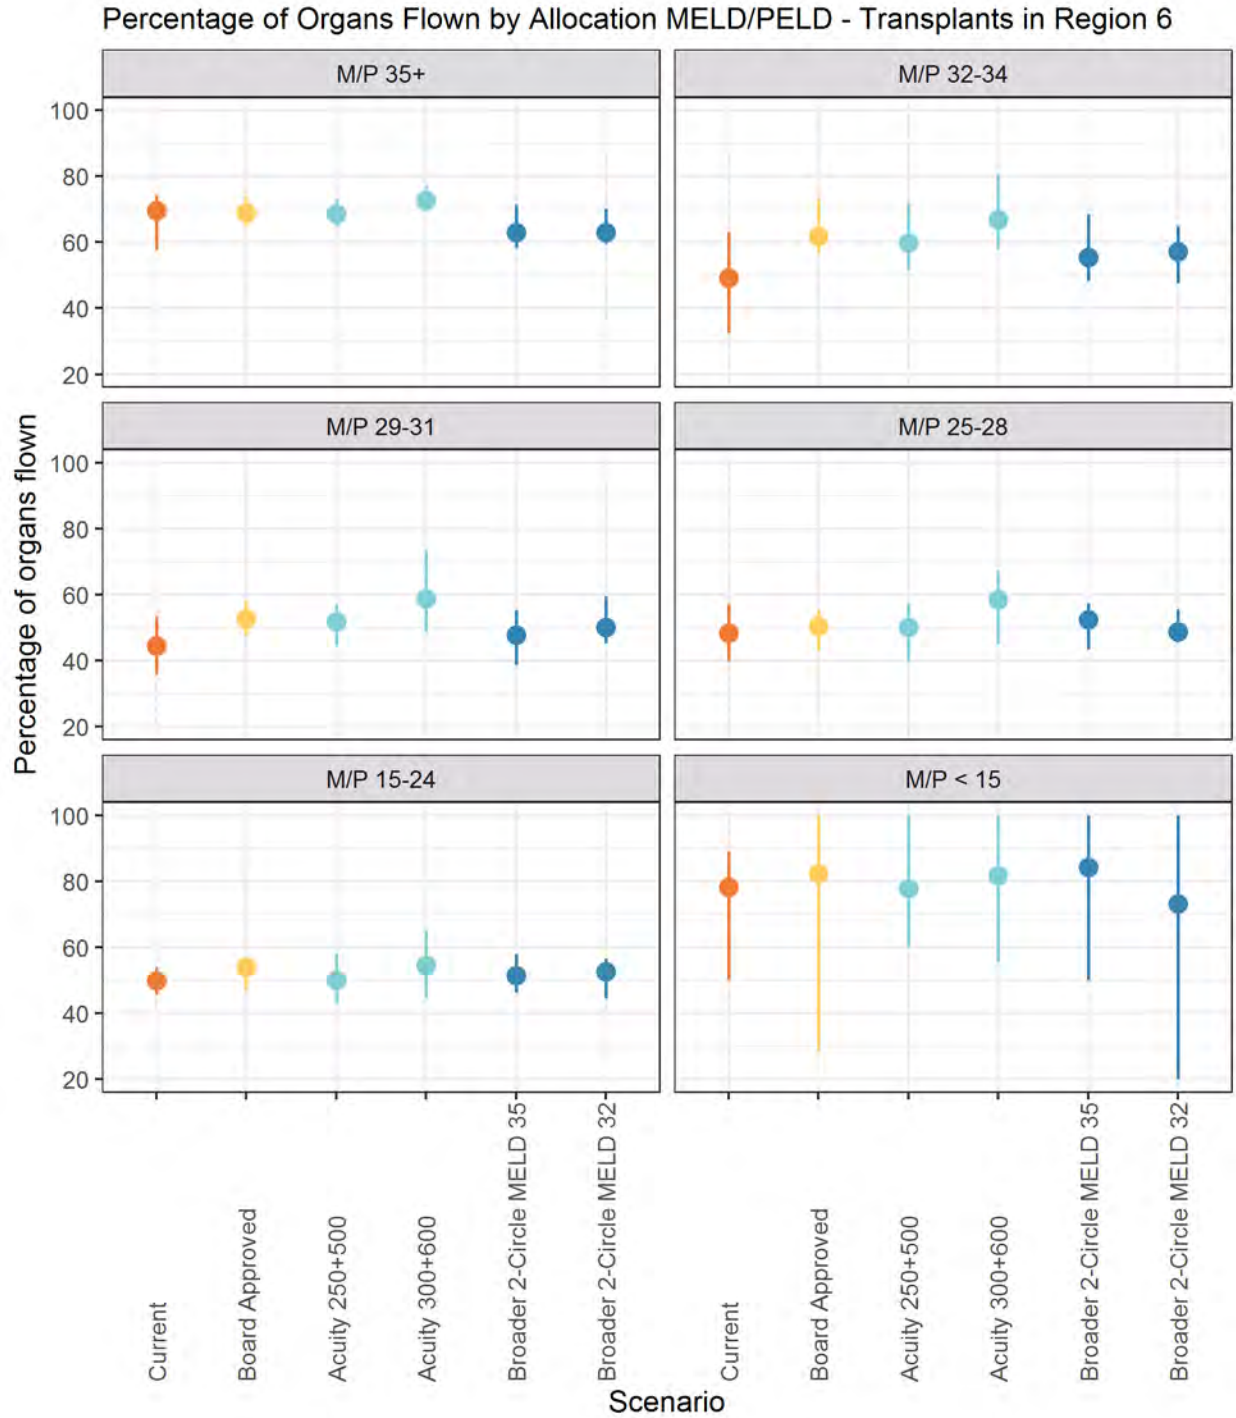 Percentage of Organs Flown by Allocation MELD/PELD - Transplants in Region 6
M/P 35+
M/P 32-34
100
80
60
40
20
M/P 29-31
M/P 25-28
100
80
60
40
20
M/P 15-24
M/P < 15
100
80
60
40
20
Percentage of organs flown
Current
Board Approved
Acuity 250+500
Acuity 300+600
Broader 2-Circle MELD 35
Broader 2-Circle MELD 32
Current
Board Approved
Acuity 250+500
Acuity 300+600
Broader 2-Circle MELD 35
Broader 2-Circle MELD 32
Scenario